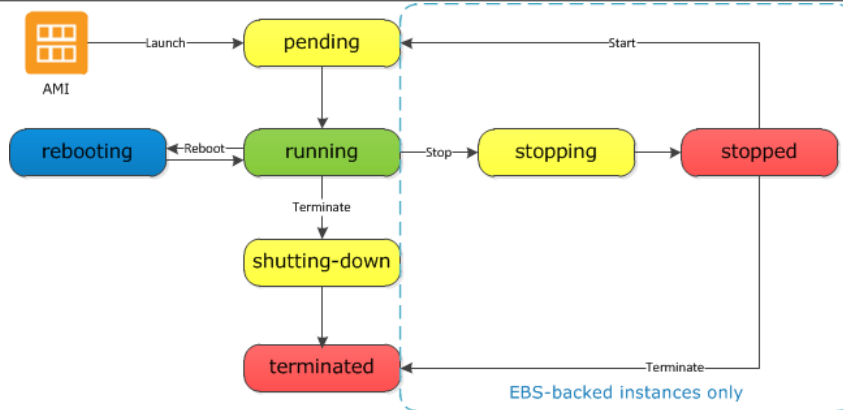 Launch
pending
Start
AMI
rebooting
Reboot
running
Stop
stopping
stopped
Terminate
shutting-down
terminated
Terminate
EBS-backed instances only